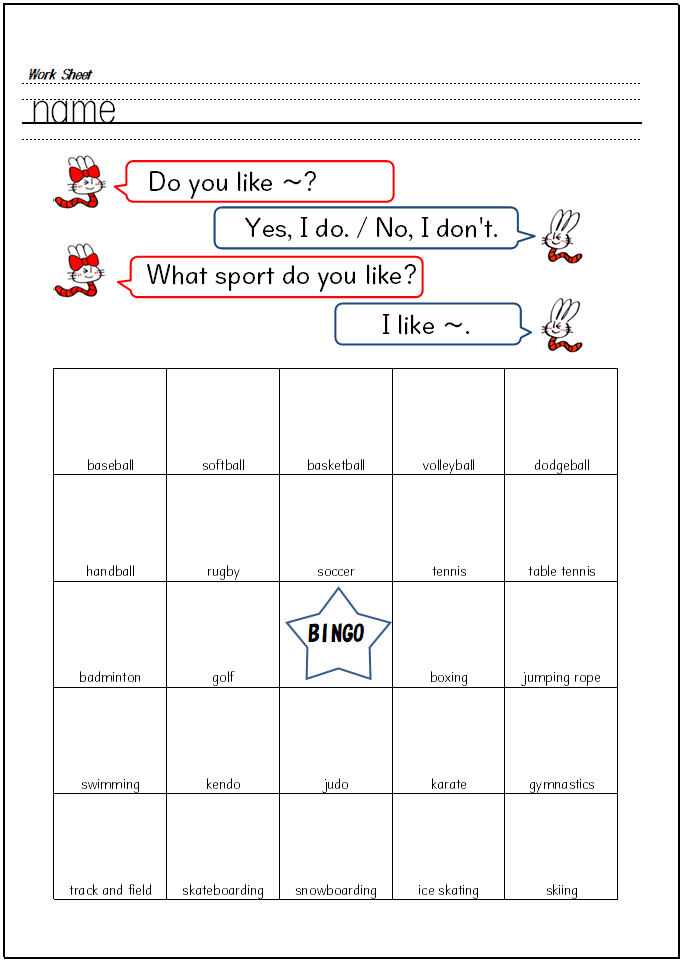 Work Sheet
name
Do you like ～?
Yes, I do. / No, I don't.
What sport do you like?
I like ～.
baseball softball basketball volleyball dodgeball
handball rugby soccer tennis table tennis
BINGO
badminton golf boxing jumping rope
swimming kendo judo karate gymnastics
track and field skateboarding snowboarding ice skating skiing